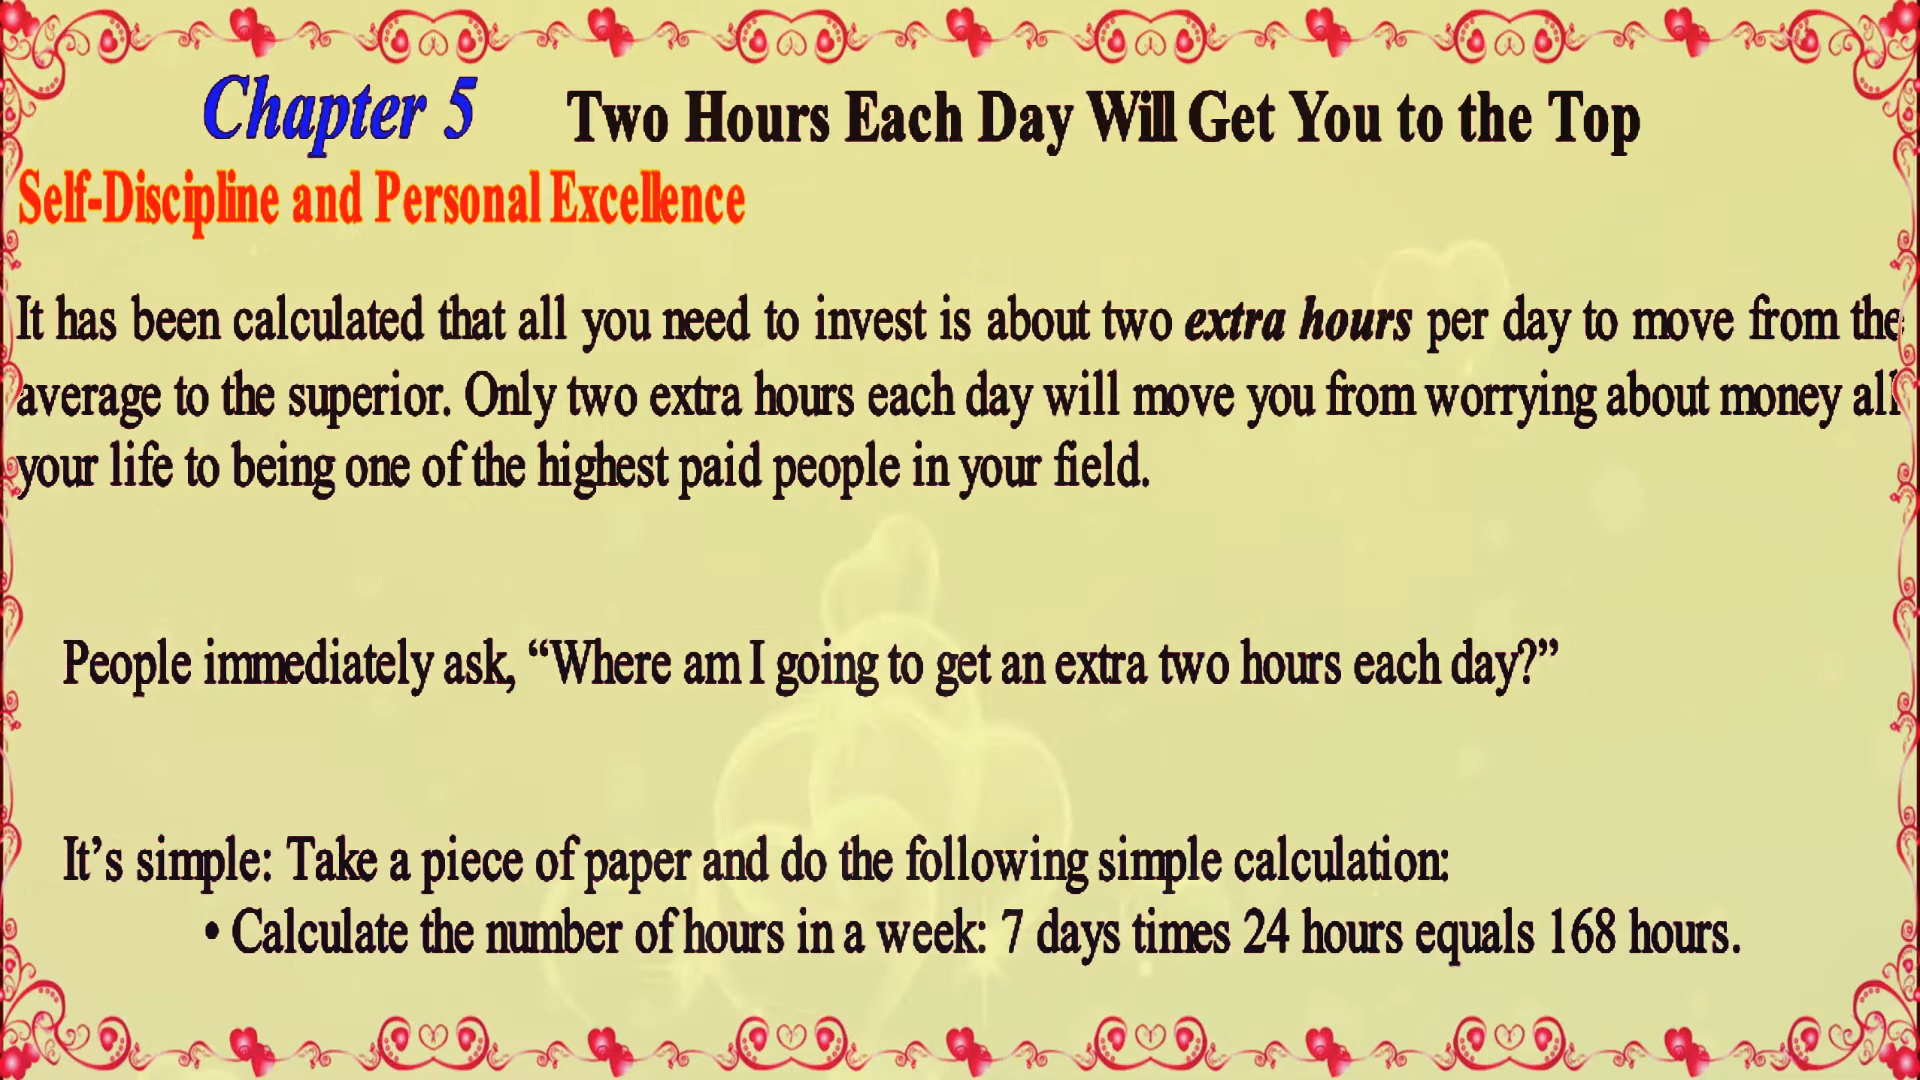 Chapter 5 Two Hours Each Day Will Get You to the Top
Self-Discipline and Personal Excellence
It has been calculated that all you need to invest is about two extra hours per day to move from the
average to the superior. Only two extra hours each day will move you from worrying about money all
your life to being one of the highest paid people in your field.
People immediately ask, “Where am I going to get an extra two hours each day?”
It’s simple: Take a piece of paper and do the following simple calculation:
• Calculate the number of hours in a week: 7 days times 24 hours equals 168 hours.